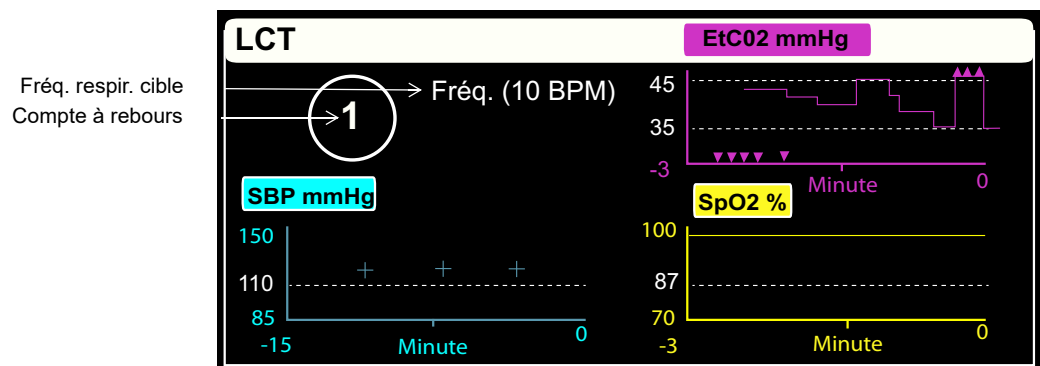 LCT
EtC02 mmHg
Fréq. respir. cible
Compte à rebours
1
Fréq. (10 BPM)
45
35
-3
Minute
0
SBP mmHg
150
110
85
-15
Minute
0
SpO2 %
100
87
70
-3
Minute
0